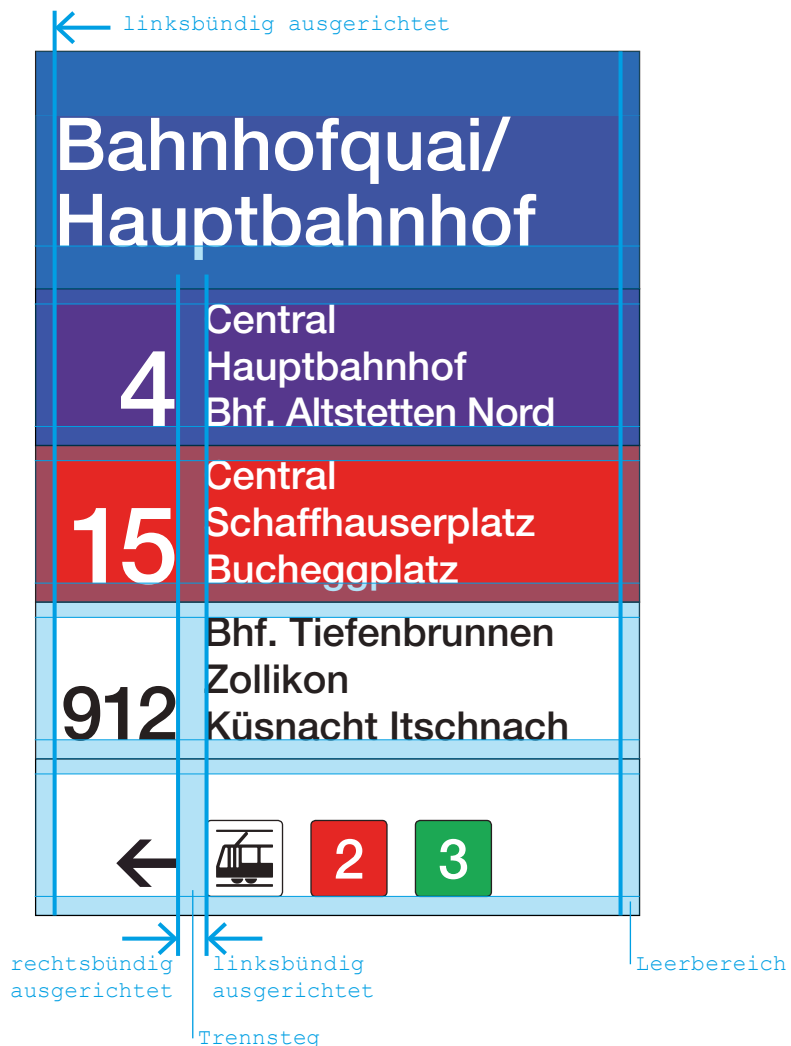 linksbündig ausgerichtet
Bahnhofquai/
Hauptbahnhof
4
Central
Hauptbahnhof
Bhf. Altstetten Nord
15
Central
Schaffhauserplatz
Bucheggplatz
912
Bhf. Tiefenbrunnen
Zollikon
Küsnacht Itschnach
2 3
rechtsbündig
ausgerichtet
linksbündig
ausgerichtet
Leerbereich
Trennsteg